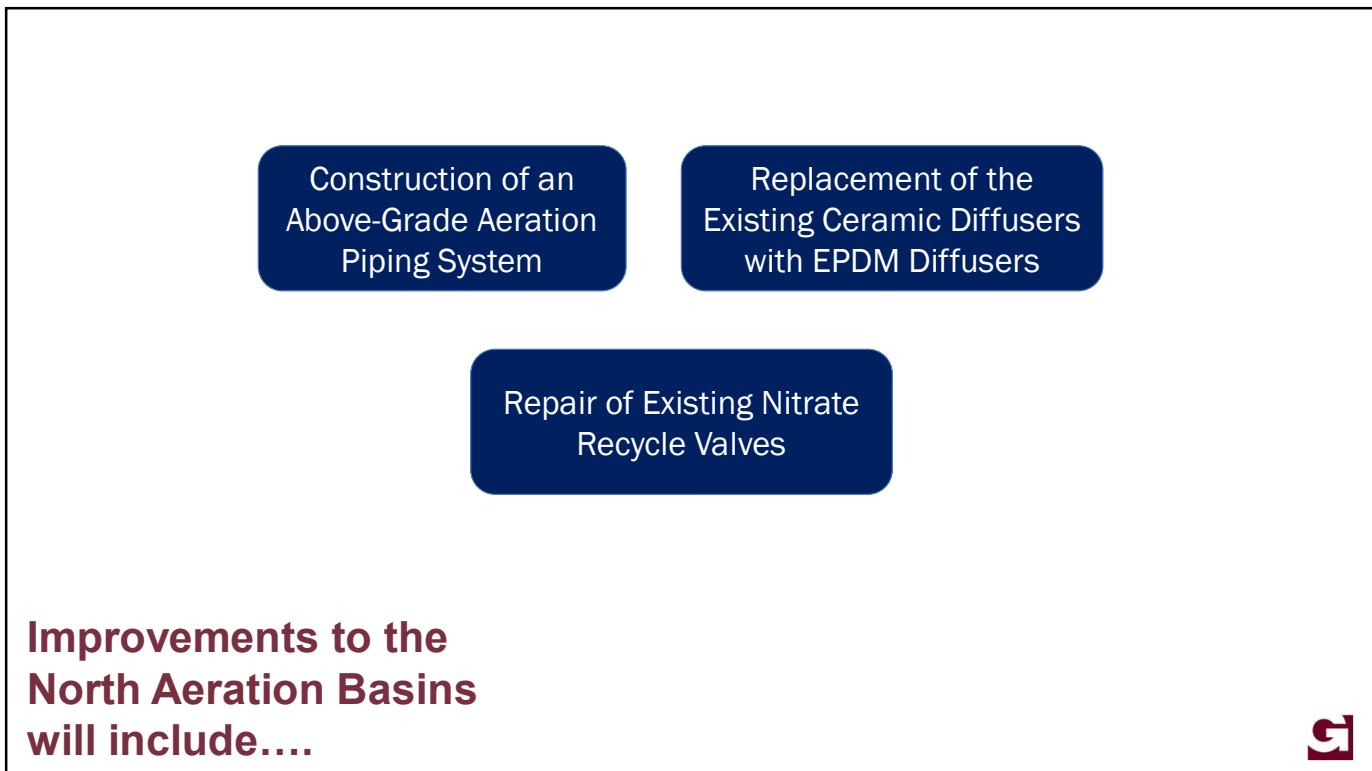 Construction of an
Above-Grade Aeration
Piping System
Replacement of the
Existing Ceramic Diffusers
with EPDM Diffusers
Repair of Existing Nitrate
Recycle Valves
Improvements to the
North Aeration Basins
will include....